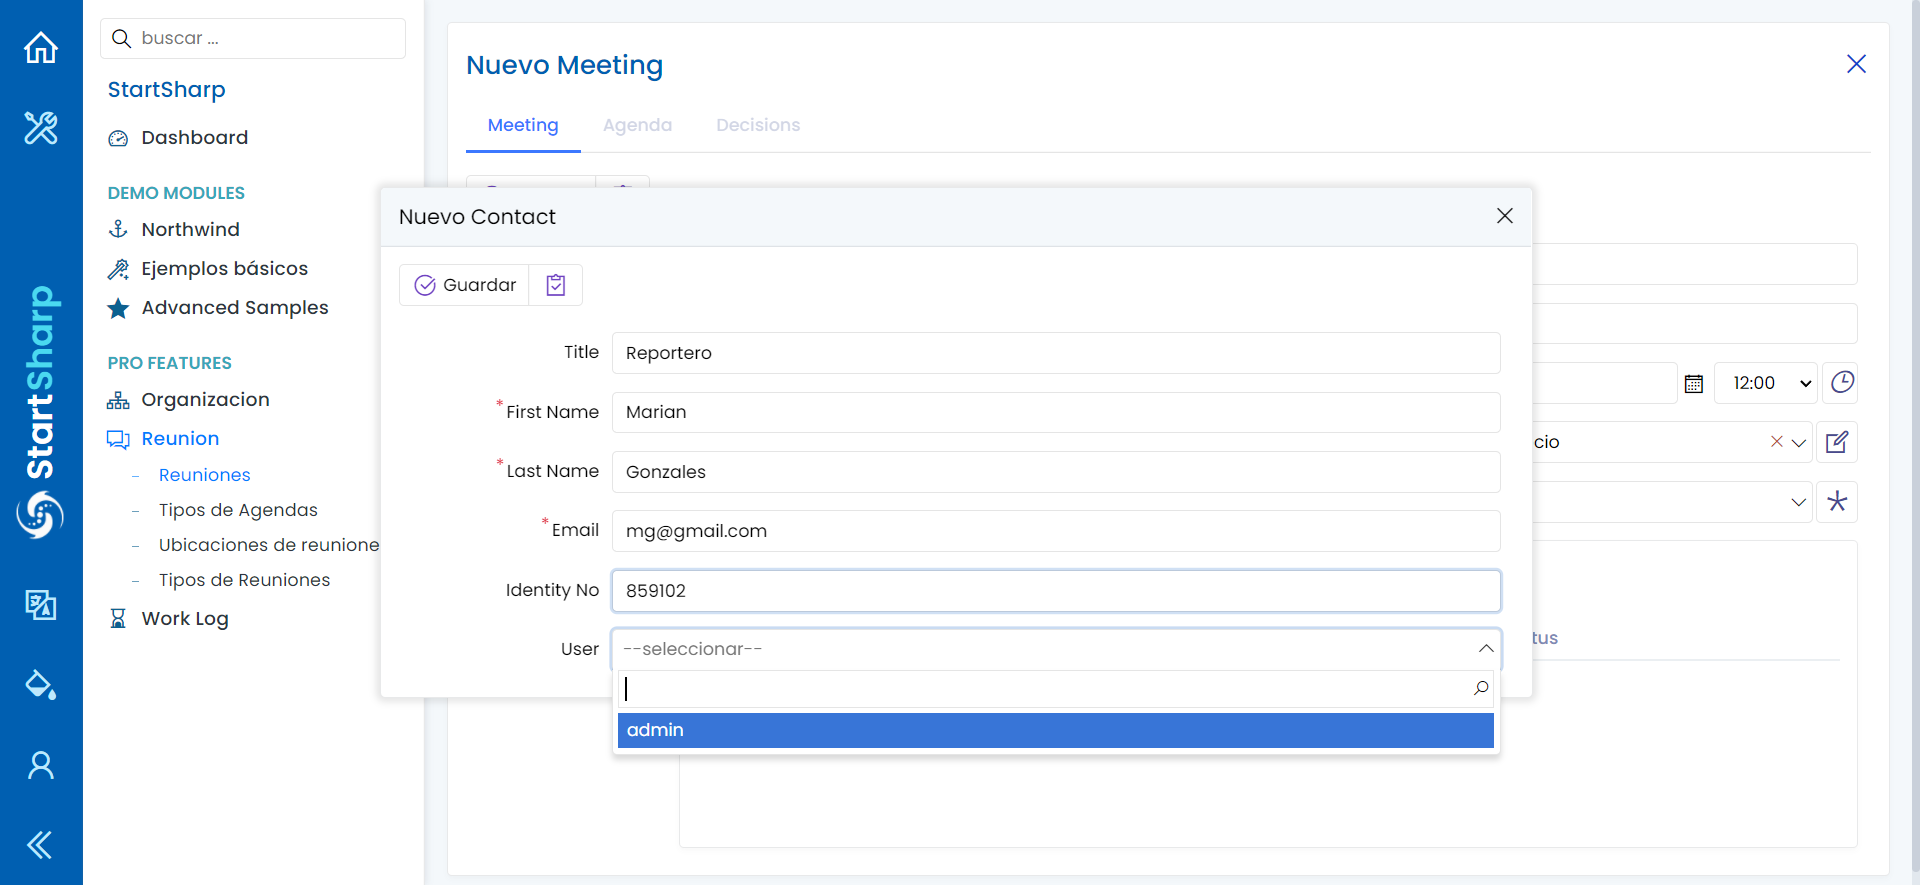 StartSharp
buscar ...
StartSharp
Dashboard
DEMO MODULES
Northwind
Ejemplos básicos
Advanced Samples
PRO FEATURES
Organizacion
Reunion
Reuniones
Tipos de Agendas
Ubicaciones de reunione
Tipos de Reuniones
Work Log
Nuevo Meeting
Meeting Agenda Decisions
Nuevo Contact
Guardar
Title Reportero
*First Name Marian
*Last Name Gonzales
*Email mg@gmail.com
Identity No 859102
User --seleccionar--
admin
12:00
cio
tus